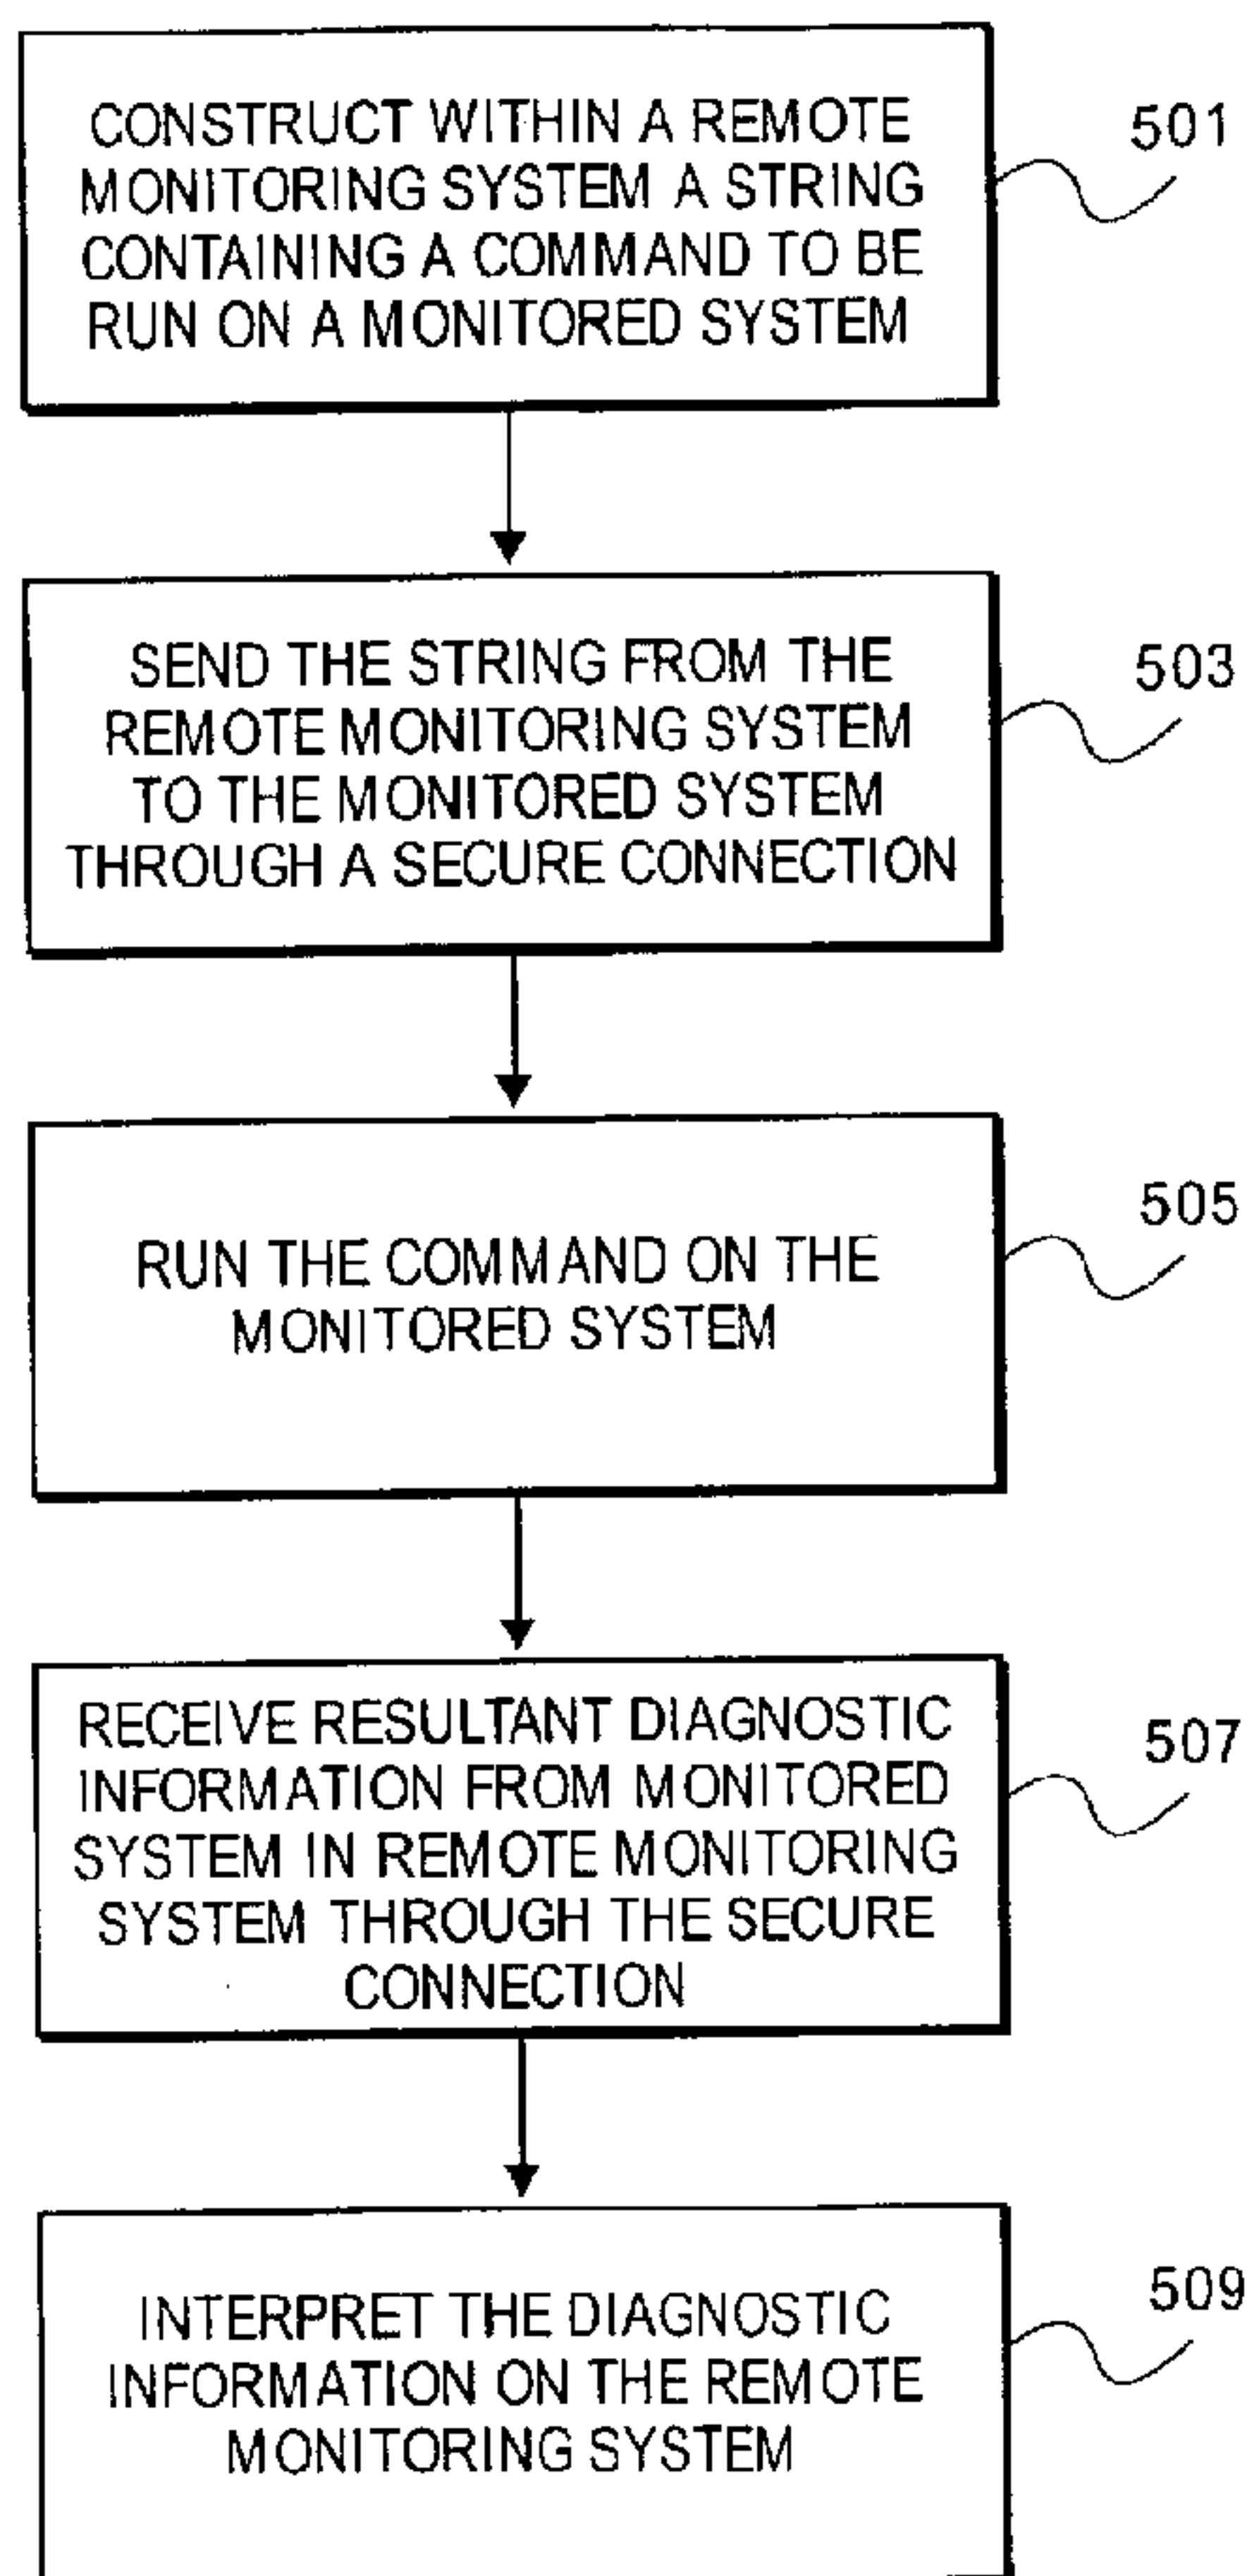 CONSTRUCT WITHIN A REMOTE
MONITORING SYSTEM A STRING
CONTAINING A COMMAND TO BE
RUN ON A MONITORED SYSTEM
501
SEND THE STRING FROM THE
REMOTE MONITORING SYSTEM
TO THE MONITORED SYSTEM
THROUGH A SECURE CONNECTION
503
RUN THE COMMAND ON THE
MONITORED SYSTEM
505
RECEIVE RESULTANT DIAGNOSTIC
INFORMATION FROM MONITORED
SYSTEM IN REMOTE MONITORING
SYSTEM THROUGH THE SECURE
CONNECTION
507
INTERPRET THE DIAGNOSTIC
INFORMATION ON THE REMOTE
MONITORING SYSTEM
509